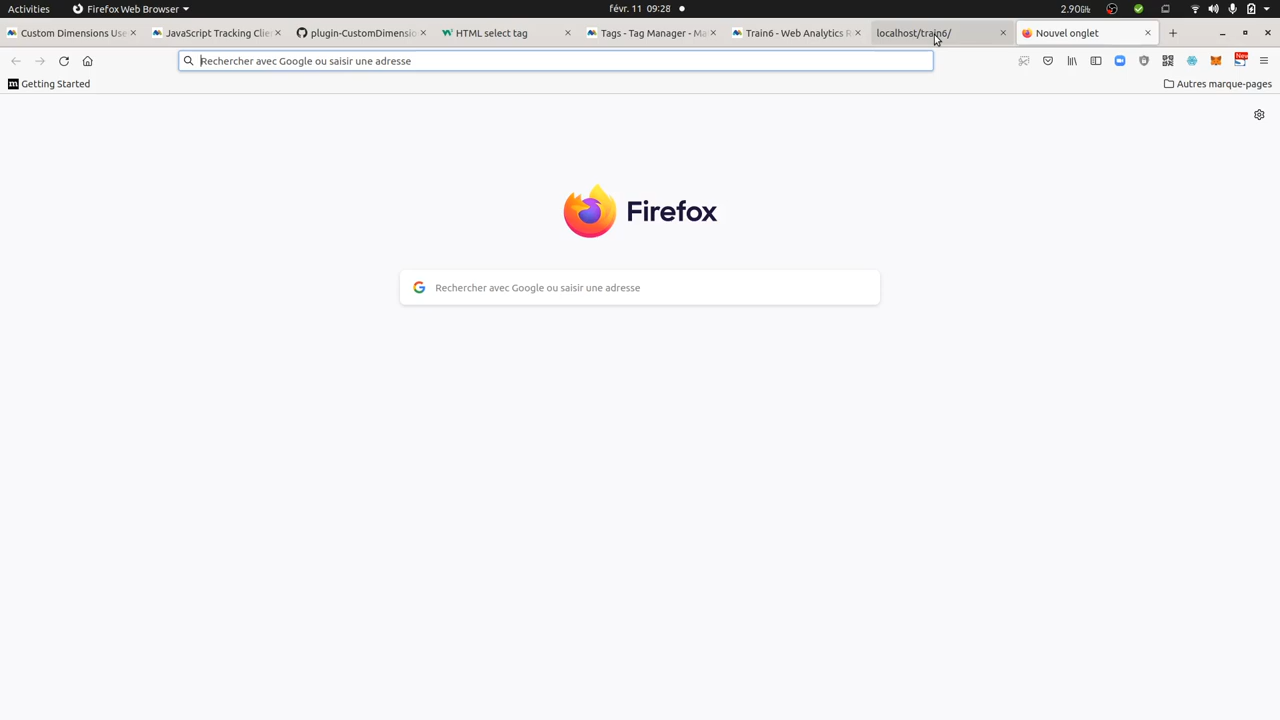 Activities Firefox Web Browser févr. 11 09:28 2.90GHz
Custom Dimensions Use JavaScript Tracking Clie plugin-CustomDimensio HTML select tag Tags - Tag Manager - Ma Train6 - Web Analytics R localhost/train6/ Nouvel onglet
Rechercher avec Google ou saisir une adresse New
m Getting Started Autres marque-pages
Firefox
G Rechercher avec Google ou saisir une adresse